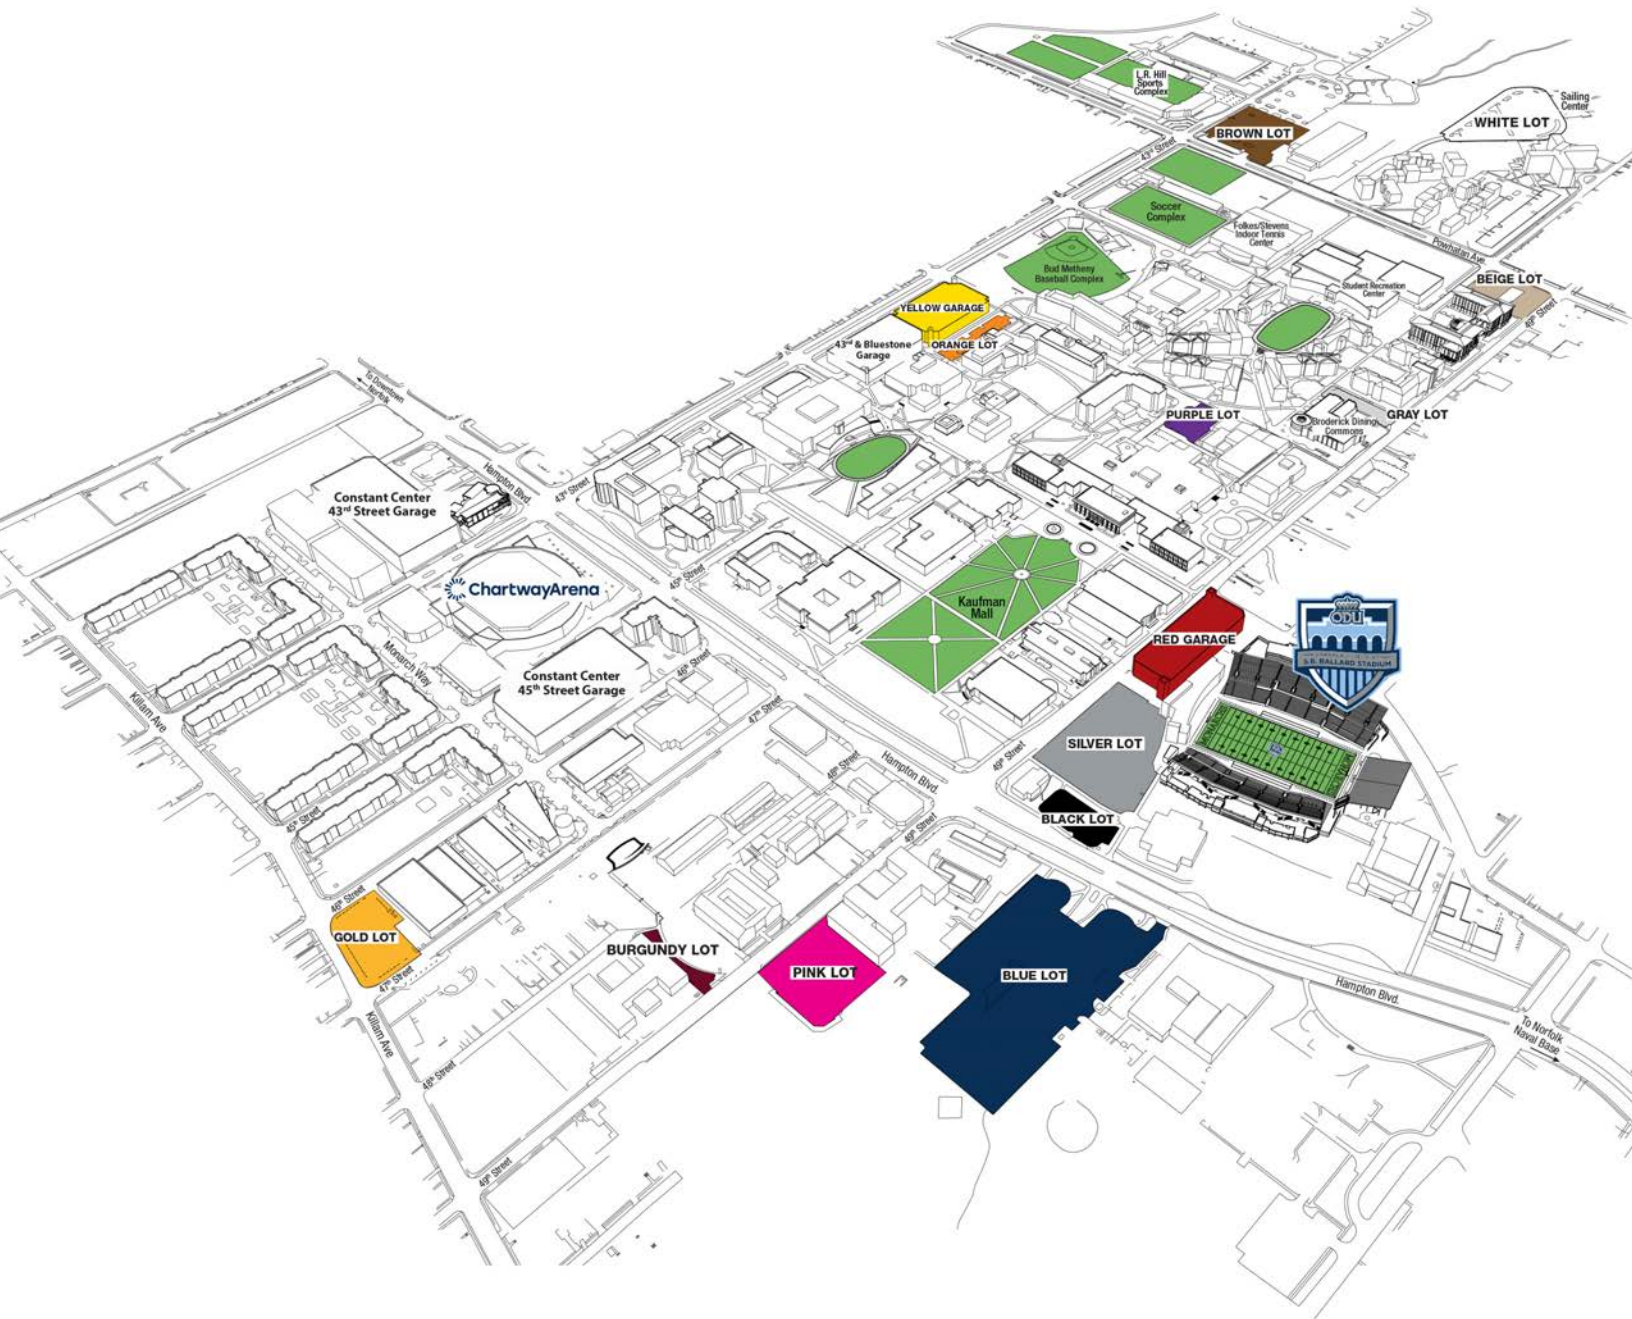 L.R. Hill
Sports
Complex
Sailing
Center
WHITE LOT
BROWN LOT
43rd Street
Soccer
Complex
Folkes/Stevens
Indoor Tennis
Center
Powhatan Ave.
Bud Metheny
Baseball Complex
Student Recreation
Center
BEIGE LOT
49th Street
YELLOW GARAGE
ORANGE LOT
43rd & Bluestone
Garage
To Downtown
Norfolk
PURPLE LOT
GRAY LOT
Broderick Dining
Commons
Hampton Blvd.
43rd Street
Constant Center
43rd Street Garage
ChartwayArena
45th Street
Kaufman
Mall
RED GARAGE
ODU
S.B. BALLARD STADIUM
Monarch Way
46th Street
Constant Center
45th Street Garage
Killam Ave
47th Street
SILVER LOT
49th Street
Hampton Blvd.
48th Street
BLACK LOT
45th Street
49th Street
46th Street
GOLD LOT
47th Street
BURGUNDY LOT
PINK LOT
BLUE LOT
Hampton Blvd.
To Norfolk
Naval Base
Killam Ave
48th Street
49th Street